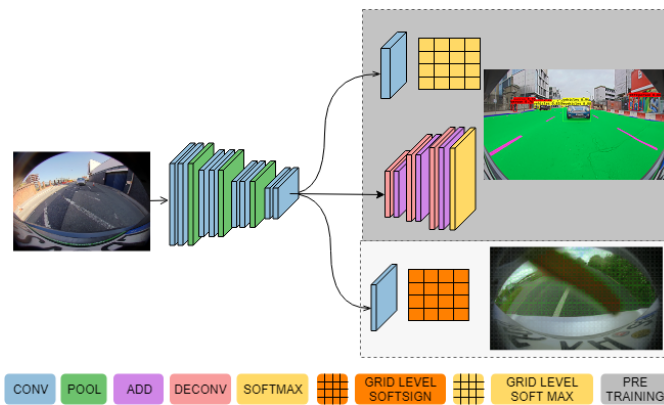 CONV
POOL
ADD
DECONV
SOFTMAX
GRID LEVEL
SOFTSIGN
GRID LEVEL
SOFT MAX
PRE
TRAINING